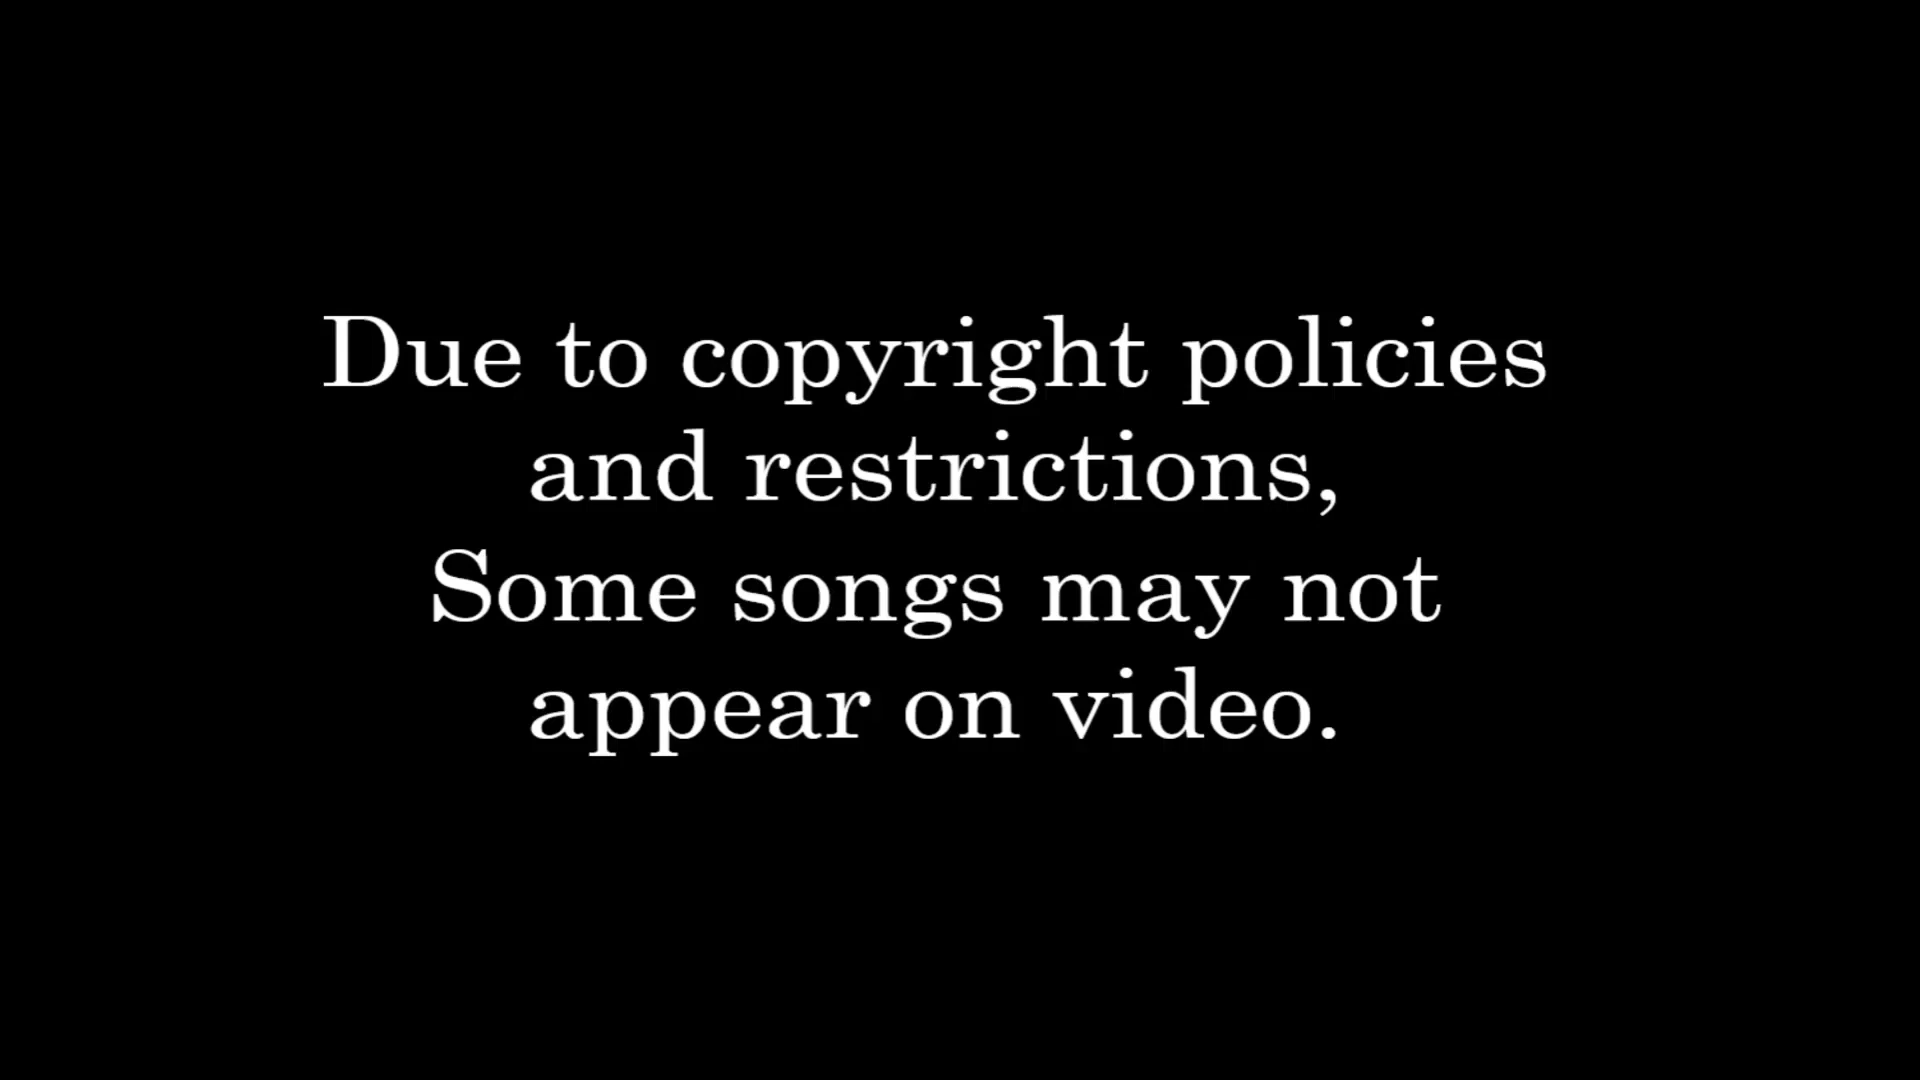 Due to copyright policies
and restrictions,
Some songs may not
appear on video.